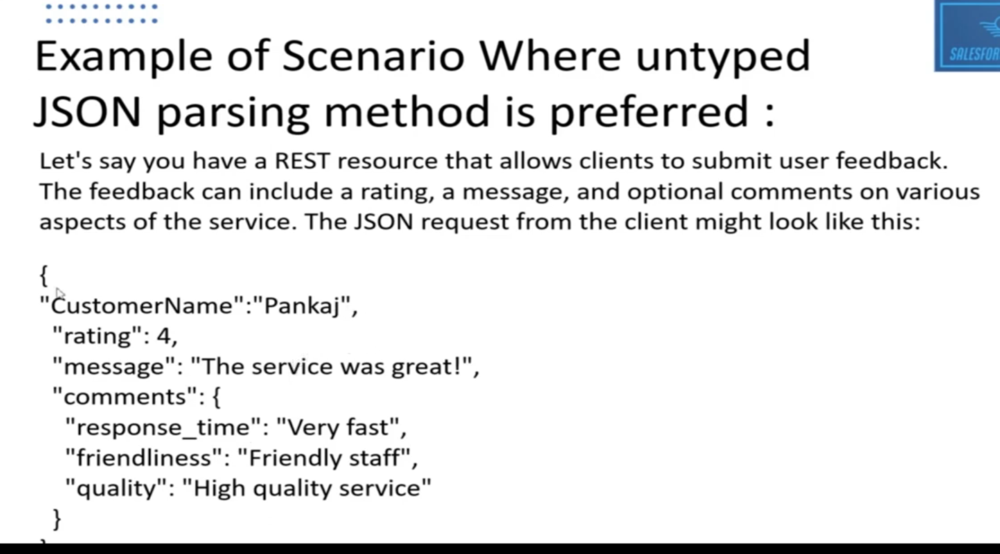 Example of Scenario Where untyped
JSON parsing method is preferred :
Let's say you have a REST resource that allows clients to submit user feedback.
The feedback can include a rating, a message, and optional comments on various
aspects of the service. The JSON request from the client might look like this:
{
"CustomerName":"Pankaj",
"rating": 4,
"message": "The service was great!",
"comments": {
"response_time": "Very fast",
"friendliness": "Friendly staff",
"quality": "High quality service"
}